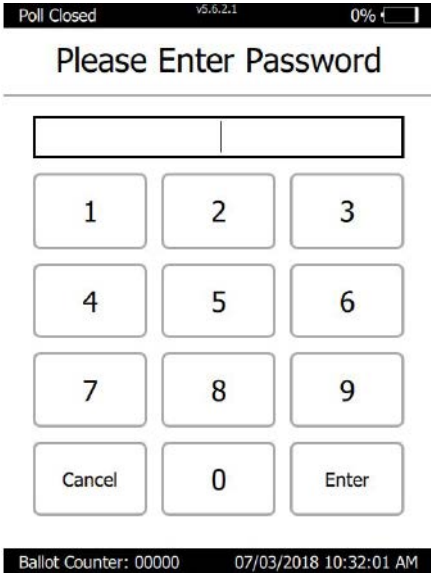 Poll Closed v5.6.2.1 0%
Please Enter Password
1 2 3
4 5 6
7 8 9
Cancel 0 Enter
Ballot Counter: 00000 07/03/2018 10:32:01 AM